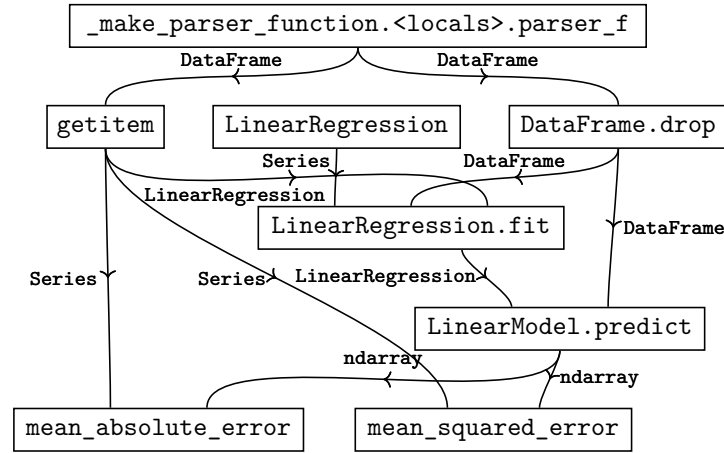 _make_parser_function.<locals>.parser_f
DataFrame
DataFrame
getitem
LinearRegression
DataFrame.drop
Series
DataFrame
LinearRegression
LinearRegression.fit
DataFrame
Series
Series
LinearRegression
LinearModel.predict
ndarray
ndarray
mean_absolute_error
mean_squared_error